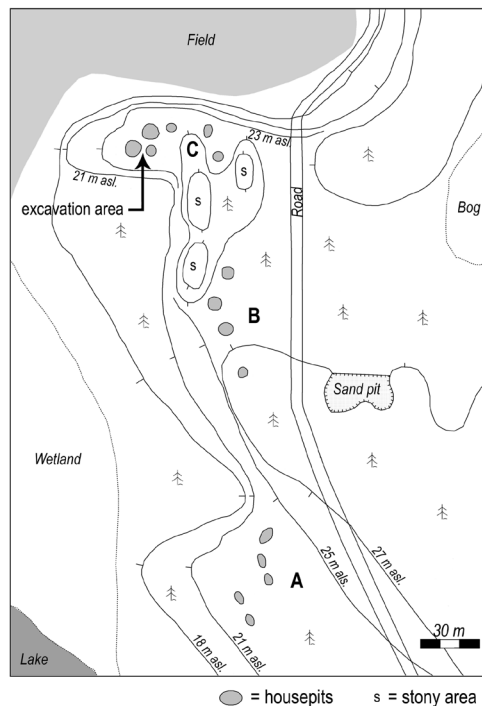 Field
C
23 m asl.
21 m asl.
s
excavation area
Road
s
Bog
s
B
Sand pit
Wetland
A
25 m als.
27 m asl.
18 m asl.
21 m asl.
30 m
Lake
= housepits s = stony area